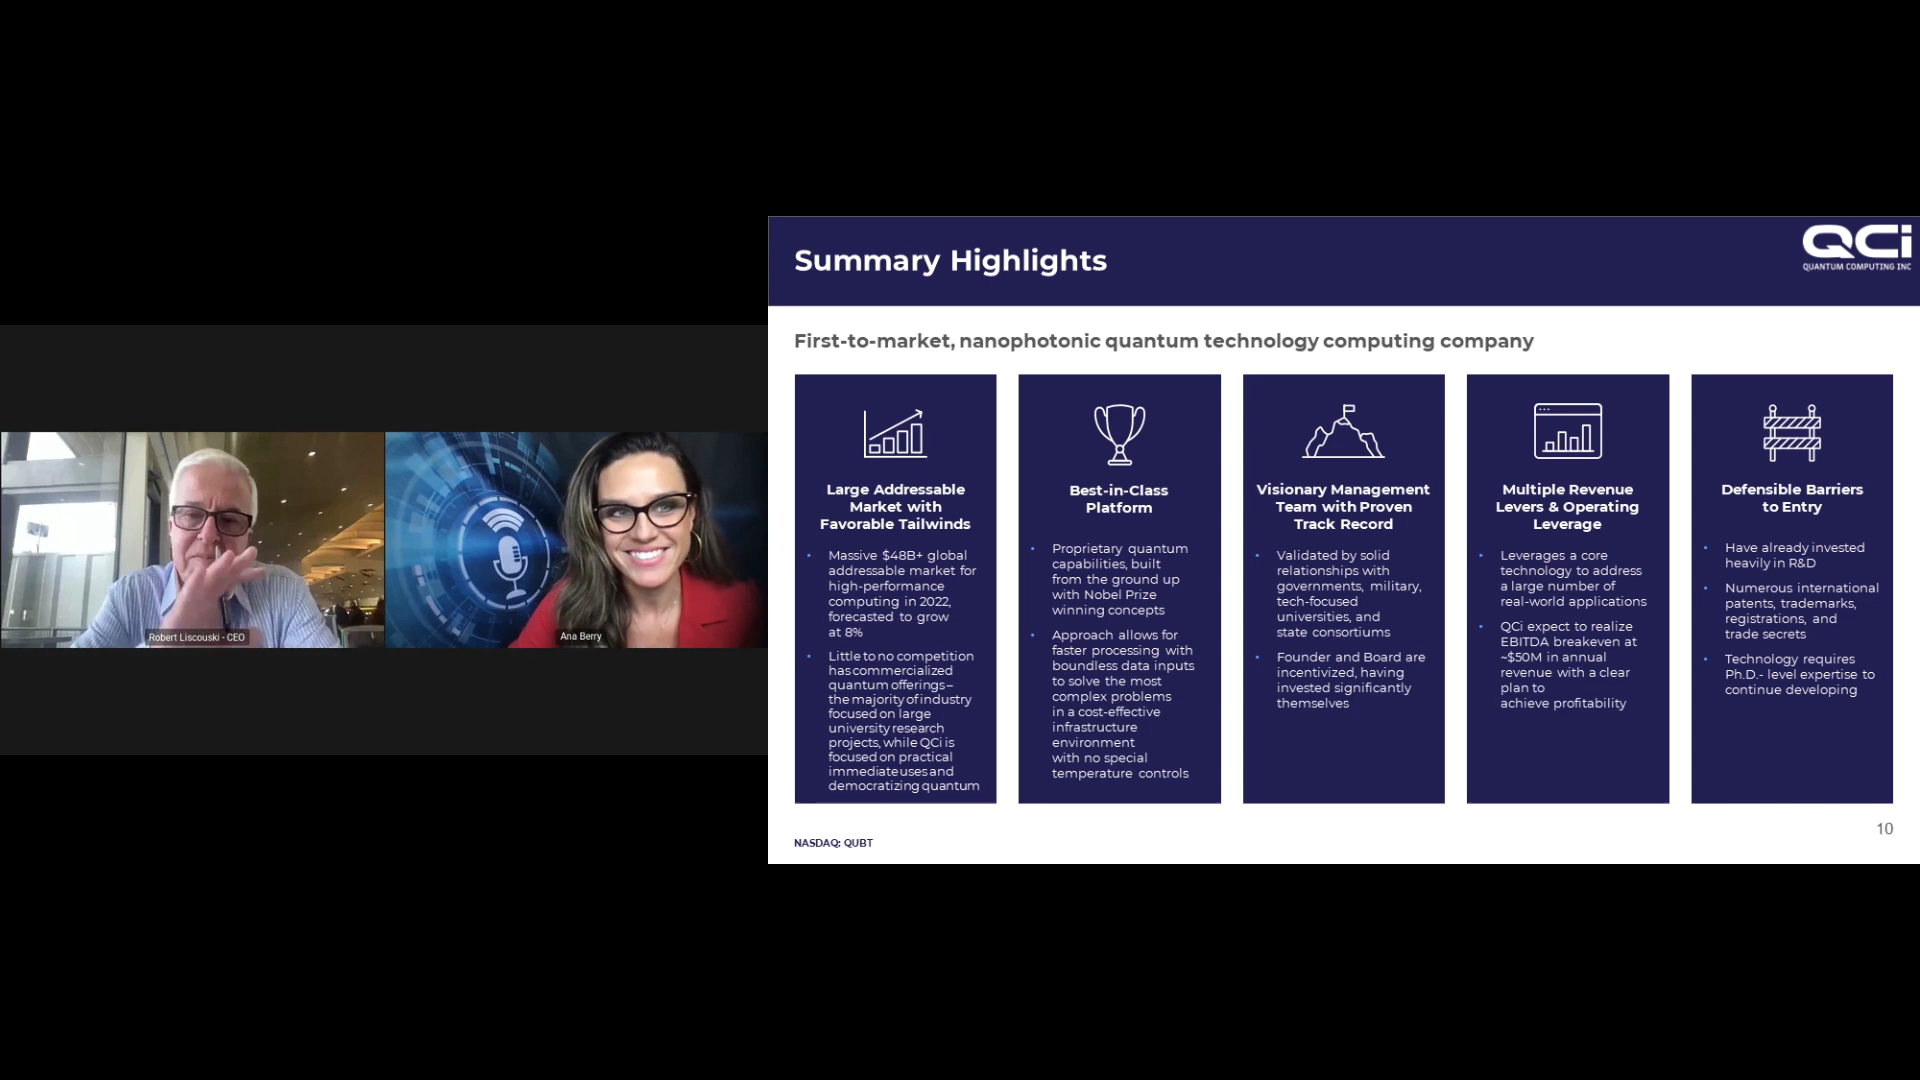 QCi
QUANTUM COMPUTING INC
Summary Highlights
First-to-market, nanophotonic quantum technology computing company
Large Addressable
Market with
Favorable Tailwinds
• Massive $48B+ global
addressable market for
high-performance
computing in 2022,
forecasted to grow
at 8%
• Little to no competition
has commercialized
quantum offerings –
the majority of industry
focused on large
university research
projects, while QCi is
focused on practical
immediate uses and
democratizing quantum
Best-in-Class
Platform
• Proprietary quantum
capabilities, built
from the ground up
with Nobel Prize
winning concepts
• Approach allows for
faster processing with
boundless data inputs
to solve the most
complex problems
in a cost-effective
infrastructure
environment
with no special
temperature controls
Visionary Management
Team with Proven
Track Record
• Validated by solid
relationships with
governments, military,
tech-focused
universities, and
state consortiums
• Founder and Board are
incentivized, having
invested significantly
themselves
Multiple Revenue
Levers & Operating
Leverage
• Leverages a core
technology to address
a large number of
real-world applications
• QCi expect to realize
EBITDA breakeven at
~$50M in annual
revenue with a clear
plan to
achieve profitability
Defensible Barriers
to Entry
• Have already invested
heavily in R&D
• Numerous international
patents, trademarks,
registrations, and
trade secrets
• Technology requires
Ph.D.- level expertise to
continue developing
Robert Liscouski - CEO
Ana Berry
NASDAQ: QUBT
10